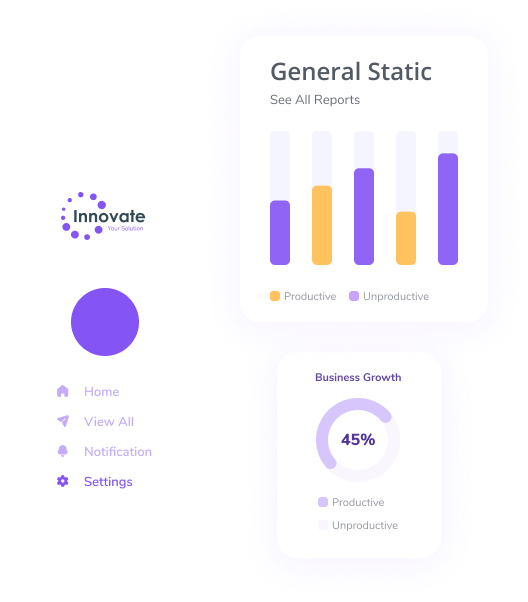 Innovate
Your Solution
Home
View All
Notification
Settings
General Static
See All Reports
Productive
Unproductive
Business Growth
45%
Productive
Unproductive